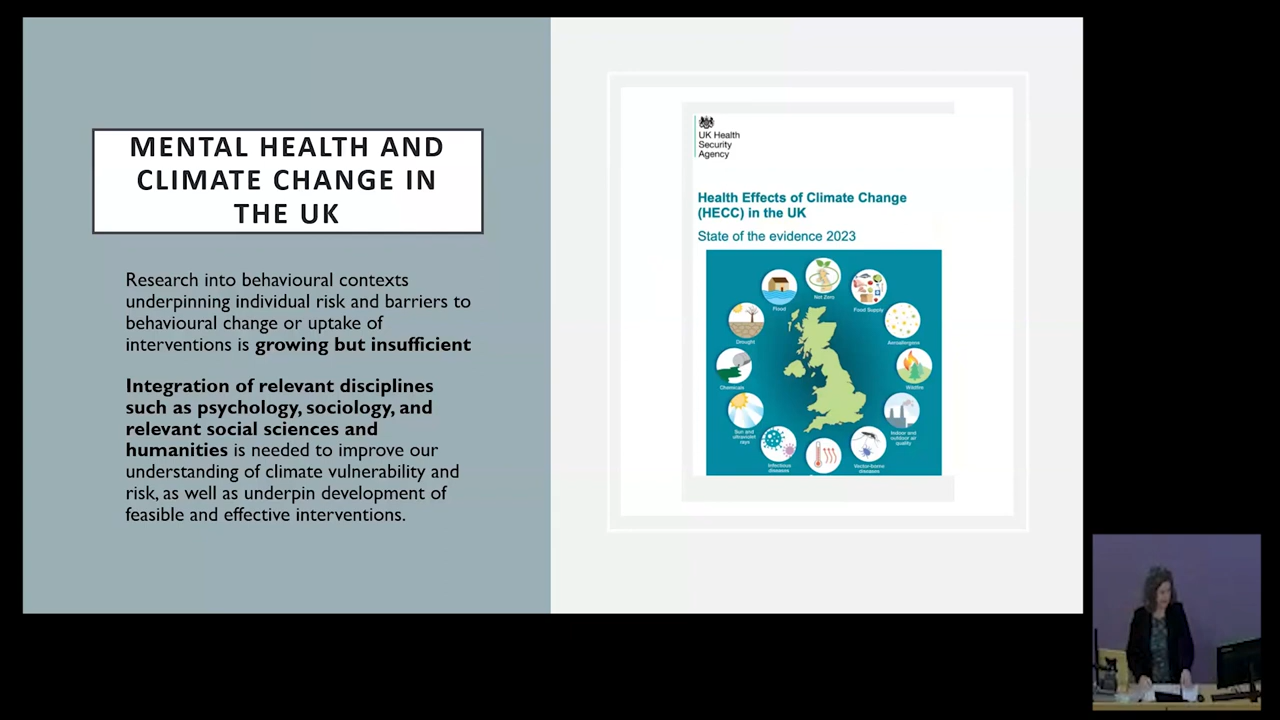 MENTAL HEALTH AND
CLIMATE CHANGE IN
THE UK
Research into behavioural contexts
underpinning individual risk and barriers to
behavioural change or uptake of
interventions is growing but insufficient
Integration of relevant disciplines
such as psychology, sociology, and
relevant social sciences and
humanities is needed to improve our
understanding of climate vulnerability and
risk, as well as underpin development of
feasible and effective interventions.
UK Health
Security
Agency
Health Effects of Climate Change
(HECC) in the UK
State of the evidence 2023
Net Zero
Flood
Food Supply
Drought
Aeroallergens
Chemicals
Wildfire
Sun and
ultraviolet
rays
Indoor and
outdoor air
quality
Infectious
diseases
Vector-borne
diseases